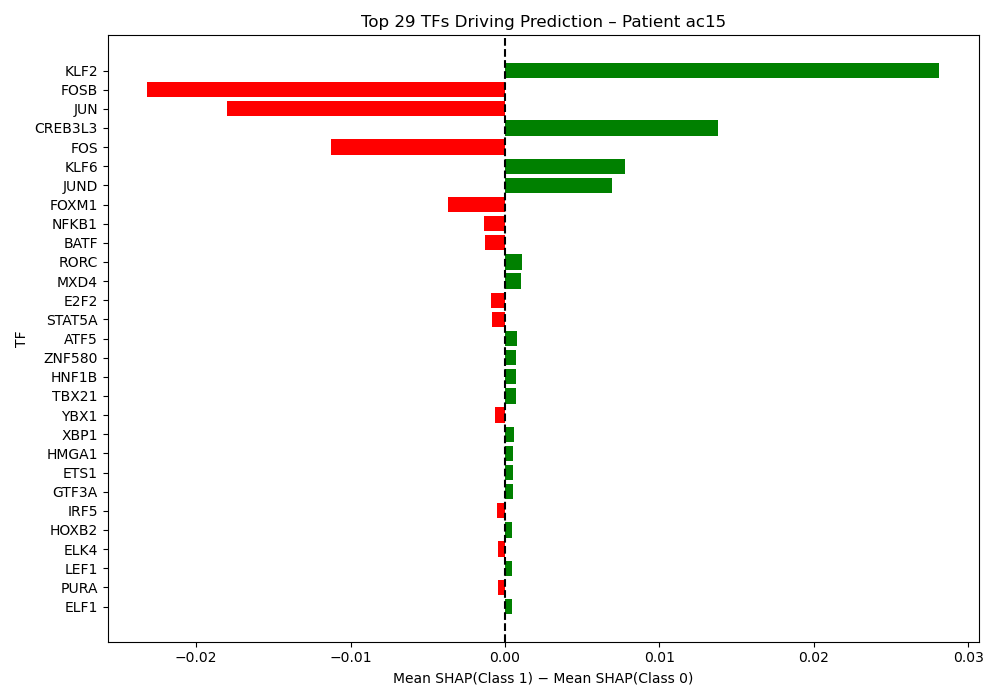 Top 29 TFs Driving Prediction – Patient ac15
TF
KLF2
FOSB
JUN
CREB3L3
FOS
KLF6
JUND
FOXM1
NFKB1
BATF
RORC
MXD4
E2F2
STAT5A
ATF5
ZNF580
HNF1B
TBX21
YBX1
XBP1
HMGA1
ETS1
GTF3A
IRF5
HOXB2
ELK4
LEF1
PURA
ELF1
−0.02 −0.01 0.00 0.01 0.02 0.03
Mean SHAP(Class 1) − Mean SHAP(Class 0)